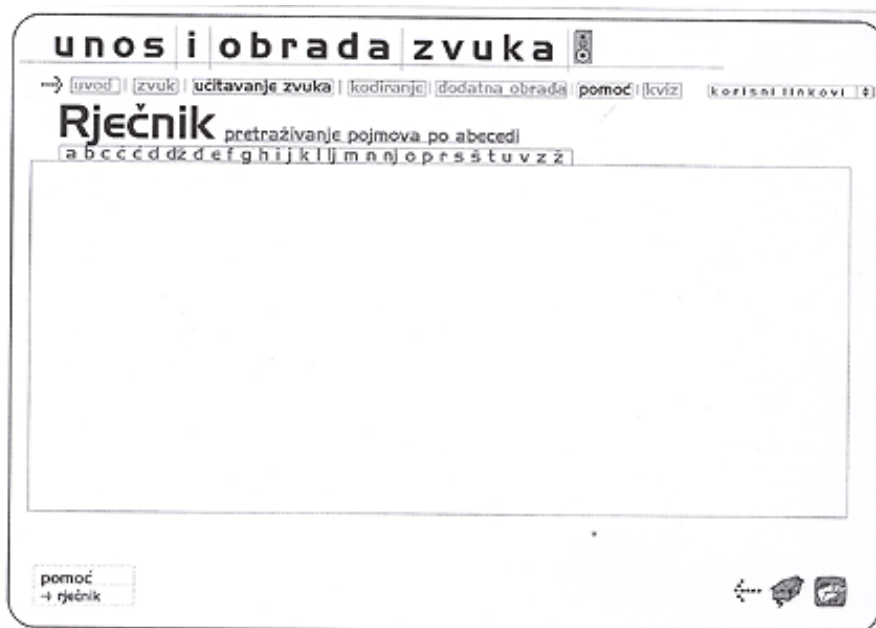 unos i obrada zvuka
uvod | zvuk | učitavanje zvuka | kodiranje | dodatna obrada | pomoć | kviz korisni linkovi
Rječnik pretraživanje pojmova po abecedi
a b c č ć d dž đ e f g h i j k l lj m n nj o p r s š t u v z ž
pomoć
→ rječnik